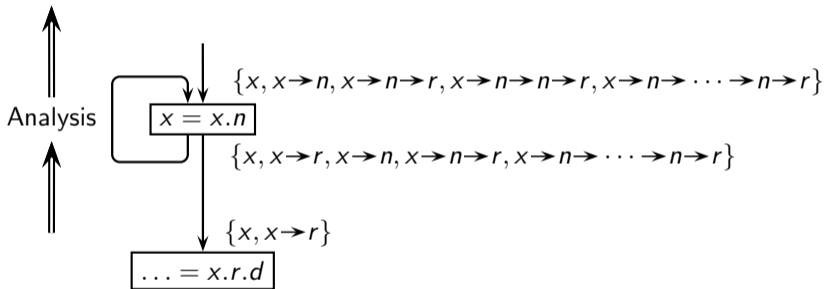 {x, x→n, x→n→r, x→n→n→r, x→n→ ⋯ →n→r}
Analysis
x = x.n
{x, x→r, x→n, x→n→r, x→n→ ⋯ →n→r}
{x, x→r}
... = x.r.d